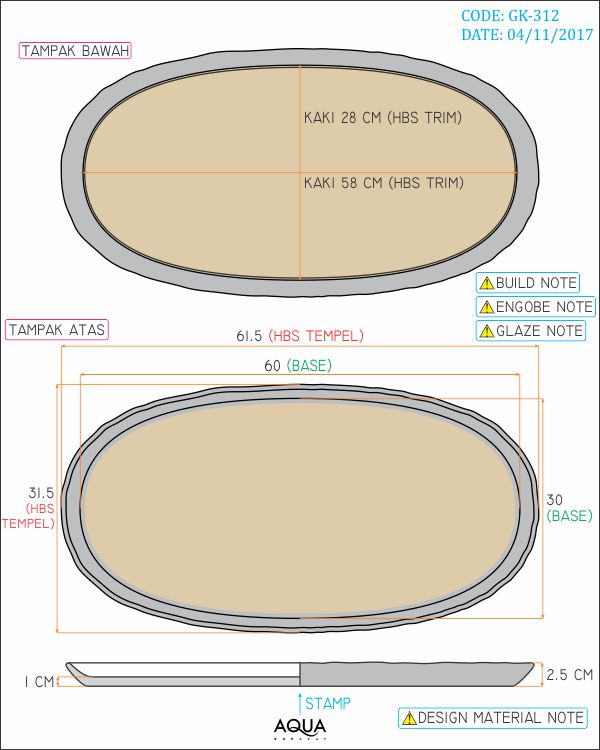 CODE: GK-312
DATE: 04/11/2017
TAMPAK BAWAH
KAKI 28 CM (HBS TRIM)
KAKI 58 CM (HBS TRIM)
BUILD NOTE
ENGOBE NOTE
GLAZE NOTE
TAMPAK ATAS
61.5 (HBS TEMPEL)
60 (BASE)
31.5
(HBS
TEMPEL)
30
(BASE)
1 CM
2.5 CM
STAMP
AQUA
DESIGN MATERIAL NOTE